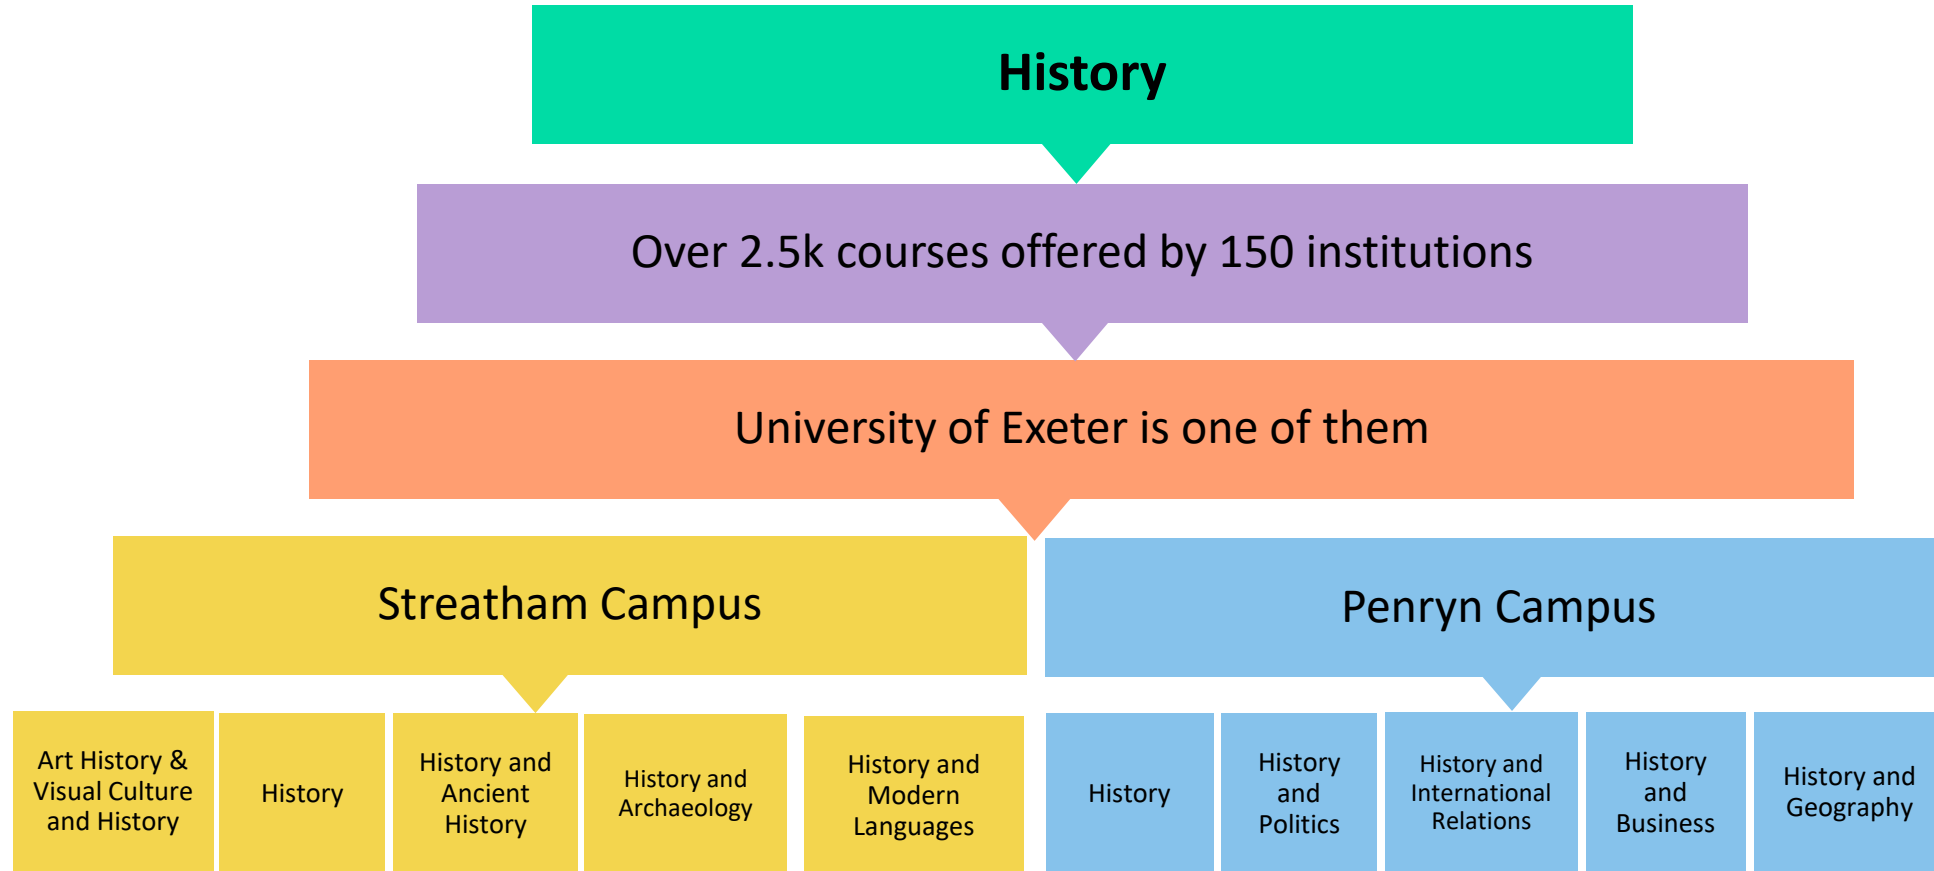 History
Over 2.5k courses offered by 150 institutions
University of Exeter is one of them
Streatham Campus
Penryn Campus
Art History &
Visual Culture
and History
History
History and
Ancient
History
History and
Archaeology
History and
Modern
Languages
History
History
and
Politics
History and
International
Relations
History
and
Business
History and
Geography